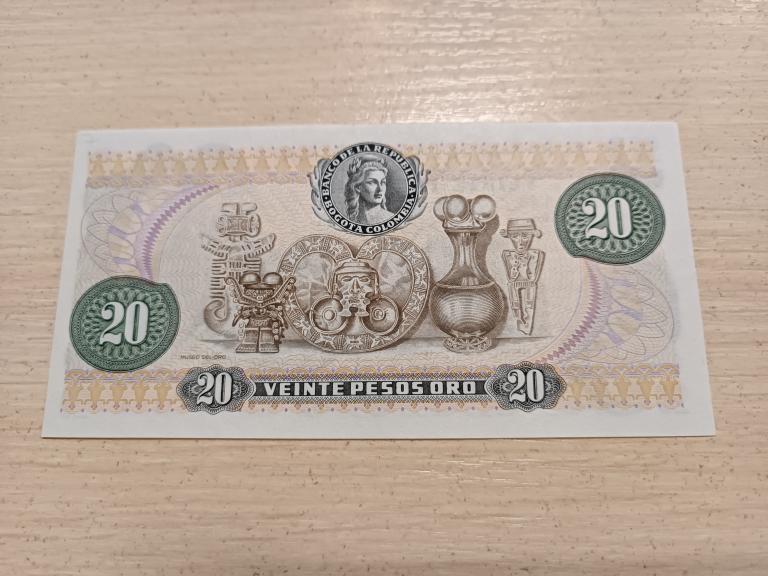 BANCO DE LA REPUBLICA
BOGOTA COLOMBIA
20
20
MUSEO DEL ORO
20 VEINTE PESOS ORO 20